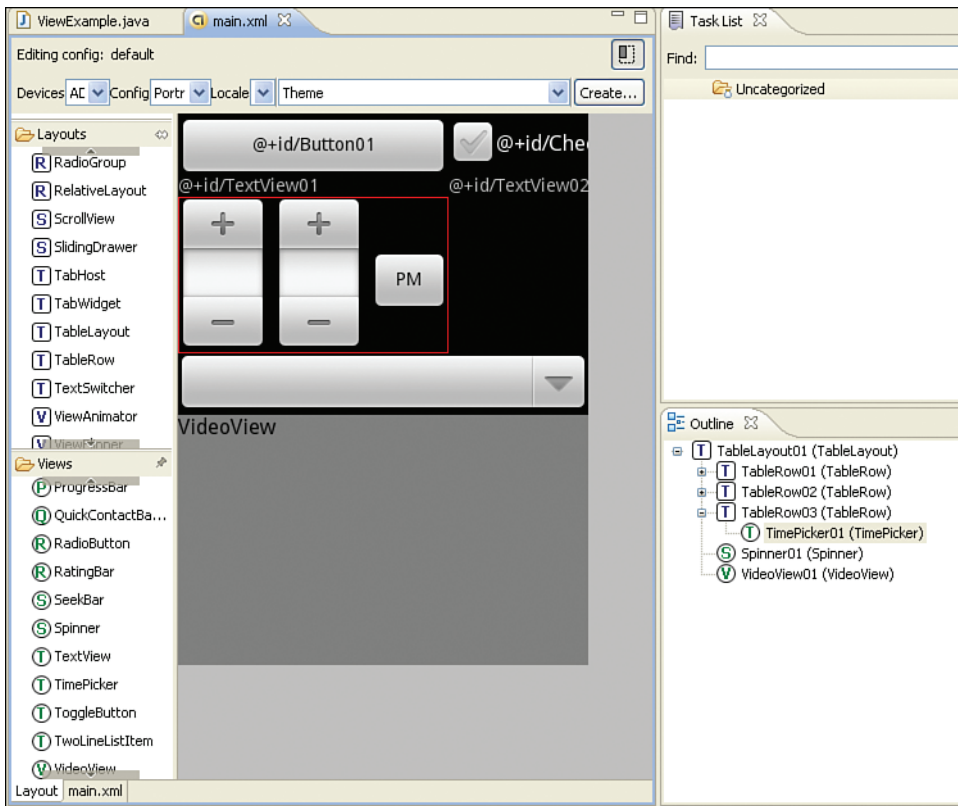 ViewExample.java
main.xml
Task List
Editing config: default
Find:
Devices AD Config Portr Locale Theme Create...
Uncategorized
Layouts
RadioGroup
RelativeLayout
ScrollView
SlidingDrawer
TabHost
TabWidget
TableLayout
TableRow
TextSwitcher
ViewAnimator
ViewFlipper
Views
ProgressBar
QuickContactBa...
RadioButton
RatingBar
SeekBar
Spinner
TextView
TimePicker
ToggleButton
TwoLineListItem
VideoView
@+id/Button01
@+id/Che
@+id/TextView01
@+id/TextView02
PM
VideoView
Outline
TableLayout01 (TableLayout)
TableRow01 (TableRow)
TableRow02 (TableRow)
TableRow03 (TableRow)
TimePicker01 (TimePicker)
Spinner01 (Spinner)
VideoView01 (VideoView)
Layout
main.xml